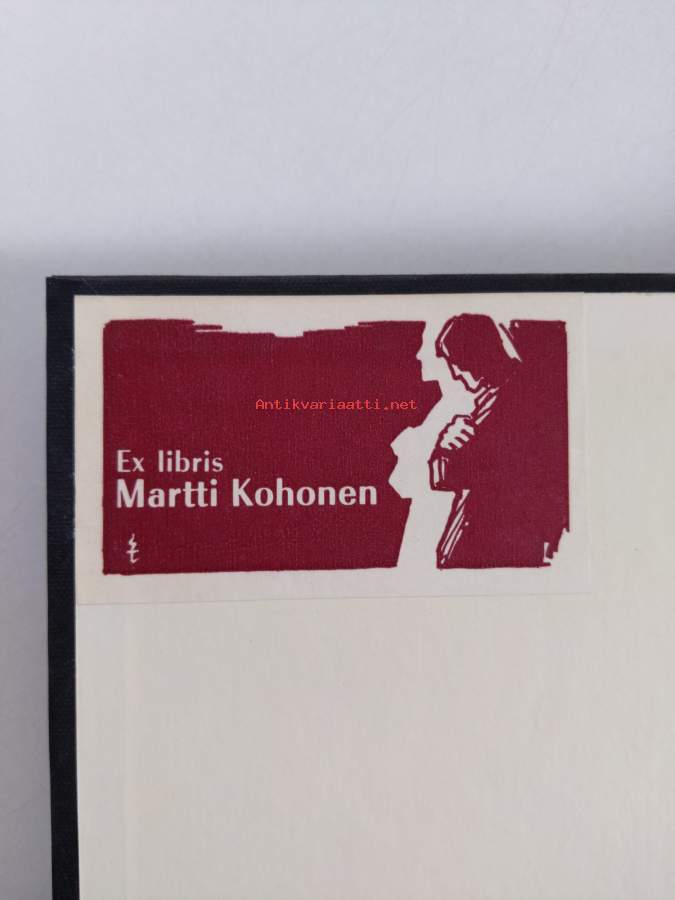 Antikvariaatti.net
Ex libris
Martti Kohonen